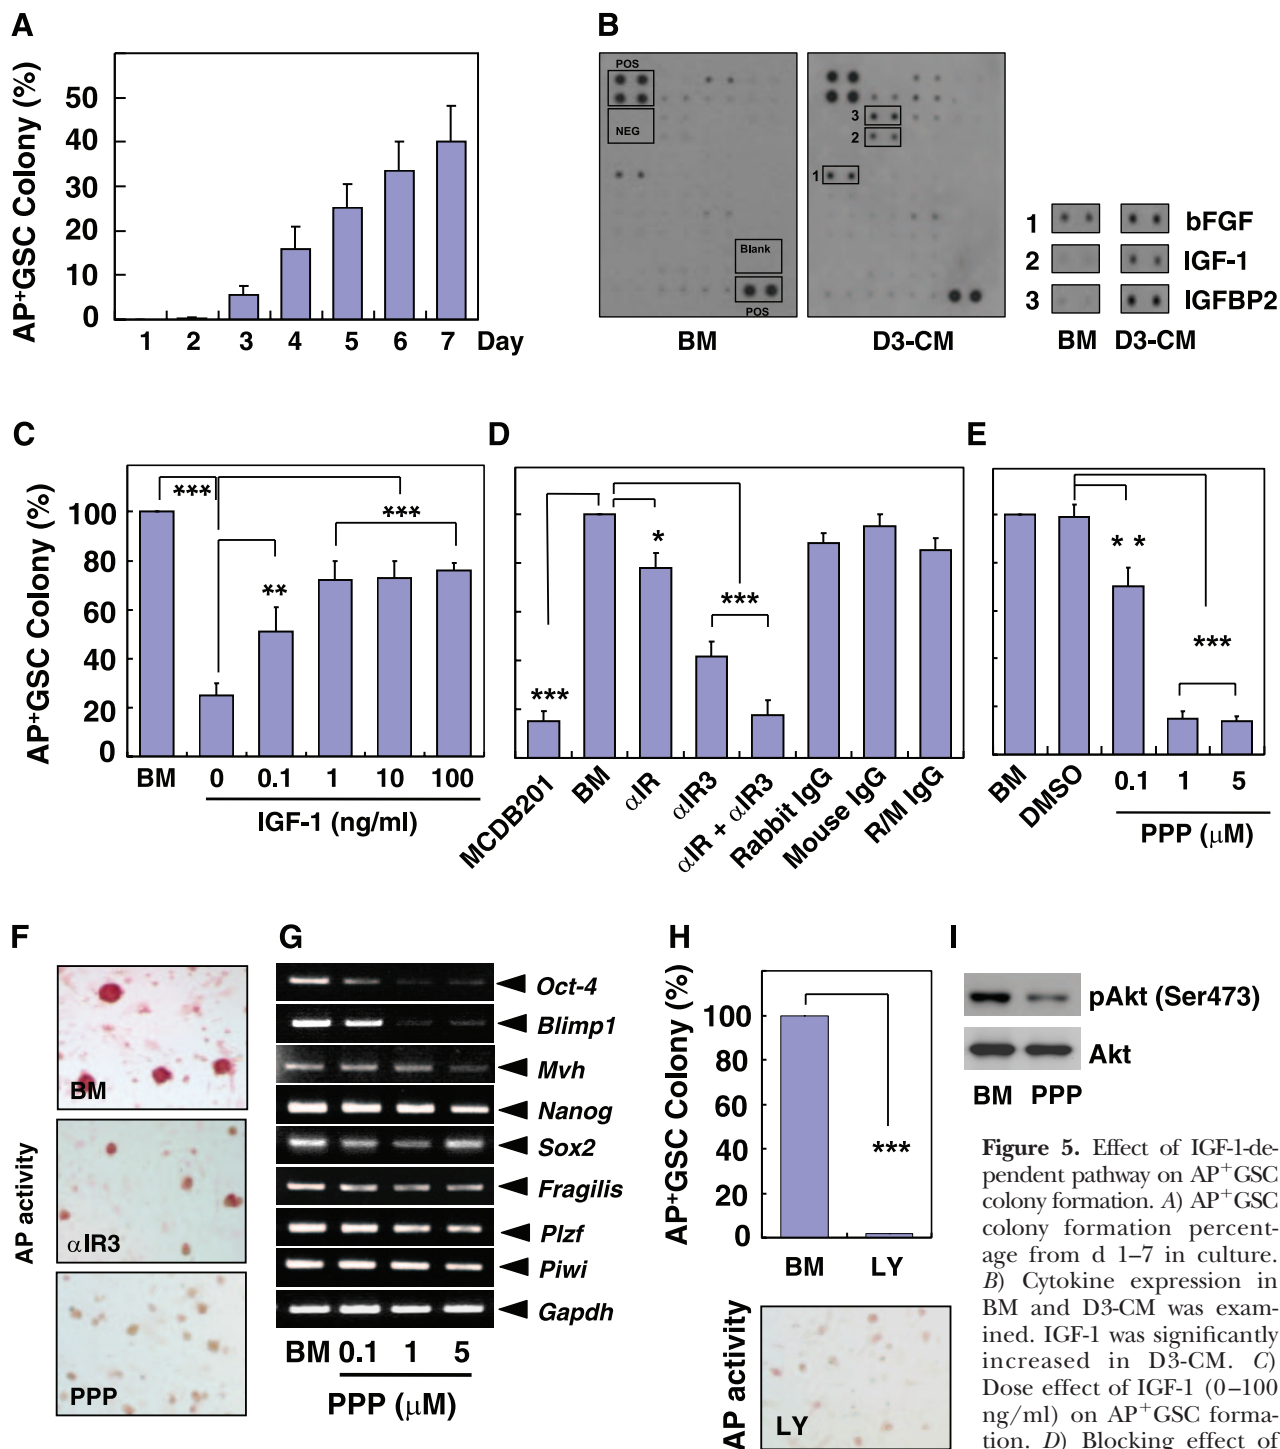 A
AP+GSC Colony (%)
50
40
30
20
10
0
1 2 3 4 5 6 7 Day
B
POS
NEG
Blank
POS
BM
3
2
1
D3-CM
1 bFGF
2 IGF-1
3 IGFBP2
BM D3-CM
C
AP+GSC Colony (%)
100
80
60
40
20
0
***
**
***
BM 0 0.1 1 10 100
IGF-1 (ng/ml)
D
***
*
***
MCDB201
BM
αIR
αIR3
αIR + αIR3
Rabbit IgG
Mouse IgG
R/M IgG
E
* *
***
BM
DMSO
0.1 1 5
PPP (μM)
F
AP activity
BM
αIR3
PPP
G
Oct-4
Blimp1
Mvh
Nanog
Sox2
Fragilis
Plzf
Piwi
Gapdh
BM 0.1 1 5
PPP (μM)
H
AP+GSC Colony (%)
100
80
60
40
20
0
***
BM LY
AP activity
LY
I
pAkt (Ser473)
Akt
BM PPP
Figure 5. Effect of IGF-1-de-
pendent pathway on AP+GSC
colony formation. A) AP+GSC
colony formation percent-
age from d 1–7 in culture.
B) Cytokine expression in
BM and D3-CM was exam-
ined. IGF-1 was significantly
increased in D3-CM. C)
Dose effect of IGF-1 (0–100
ng/ml) on AP+GSC forma-
tion. D) Blocking effect of